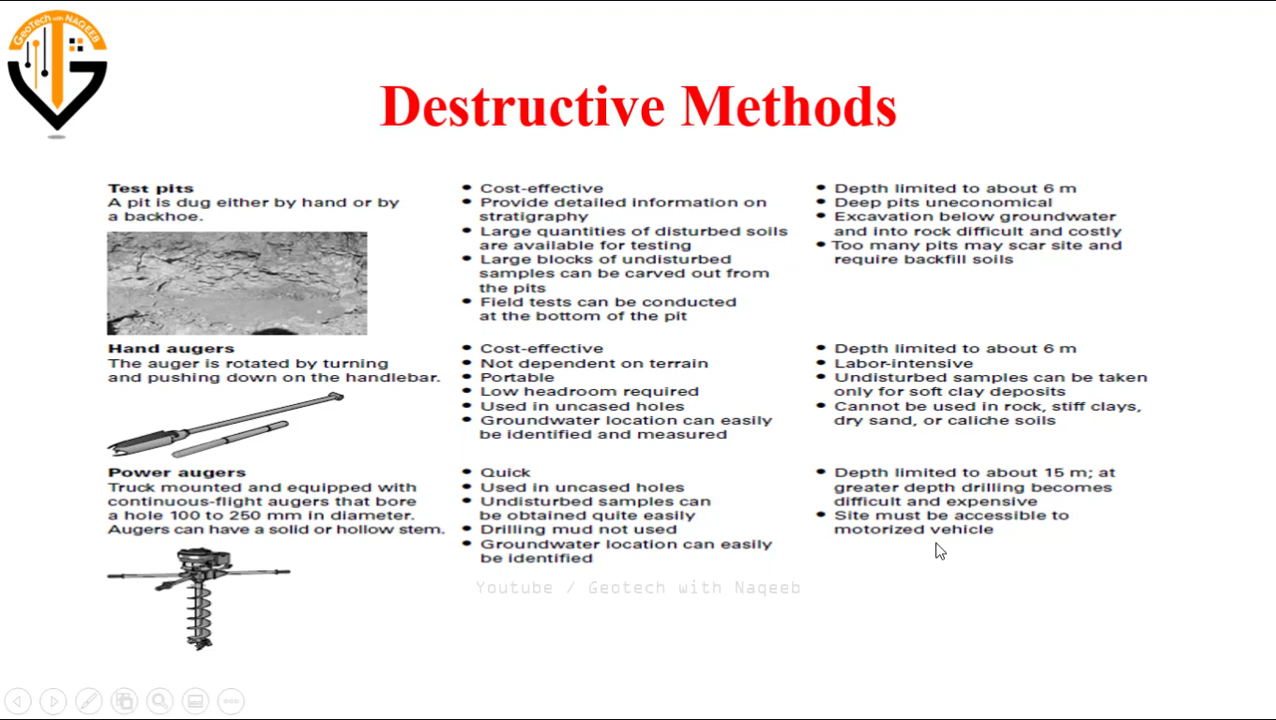 GeoTech with NAQEEB
Destructive Methods
Test pits
A pit is dug either by hand or by
a backhoe.
• Cost-effective
• Provide detailed information on
stratigraphy
• Large quantities of disturbed soils
are available for testing
• Large blocks of undisturbed
samples can be carved out from
the pits
• Field tests can be conducted
at the bottom of the pit
• Depth limited to about 6 m
• Deep pits uneconomical
• Excavation below groundwater
and into rock difficult and costly
• Too many pits may scar site and
require backfill soils
Hand augers
The auger is rotated by turning
and pushing down on the handlebar.
• Cost-effective
• Not dependent on terrain
• Portable
• Low headroom required
• Used in uncased holes
• Groundwater location can easily
be identified and measured
• Depth limited to about 6 m
• Labor-intensive
• Undisturbed samples can be taken
only for soft clay deposits
• Cannot be used in rock, stiff clays,
dry sand, or caliche soils
Power augers
Truck mounted and equipped with
continuous-flight augers that bore
a hole 100 to 250 mm in diameter.
Augers can have a solid or hollow stem.
• Quick
• Used in uncased holes
• Undisturbed samples can
be obtained quite easily
• Drilling mud not used
• Groundwater location can easily
be identified
• Depth limited to about 15 m; at
greater depth drilling becomes
difficult and expensive
• Site must be accessible to
motorized vehicle
Youtube / Geotech with Naqeeb